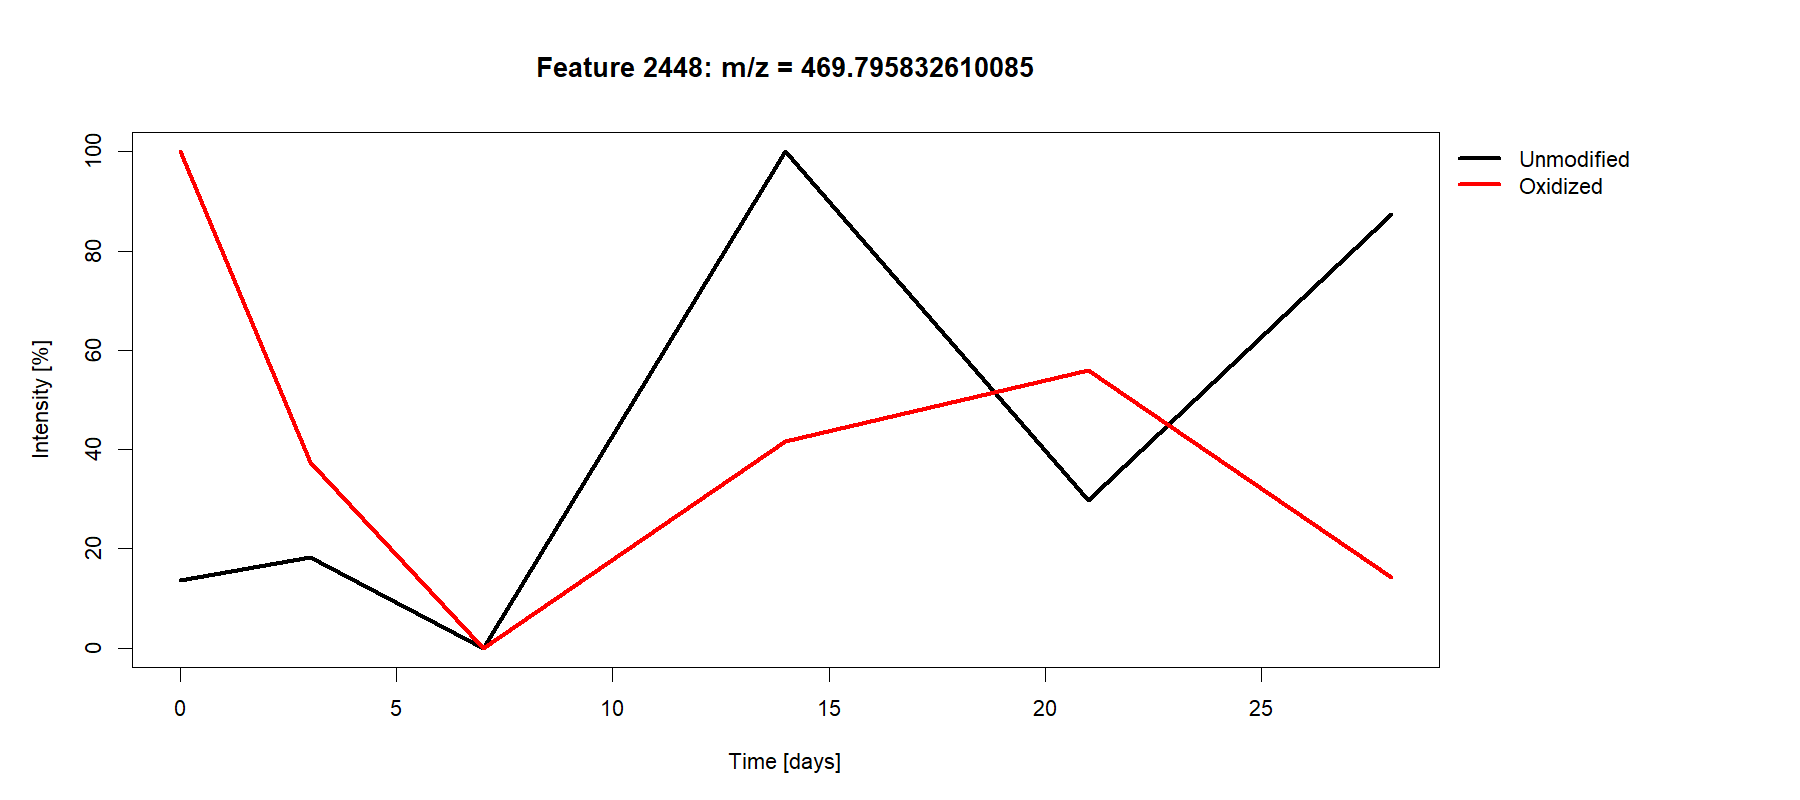 Feature 2448: m/z = 469.795832610085
Unmodified
Oxidized
Intensity [%]
100
80
60
40
20
0
0 5 10 15 20 25
Time [days]